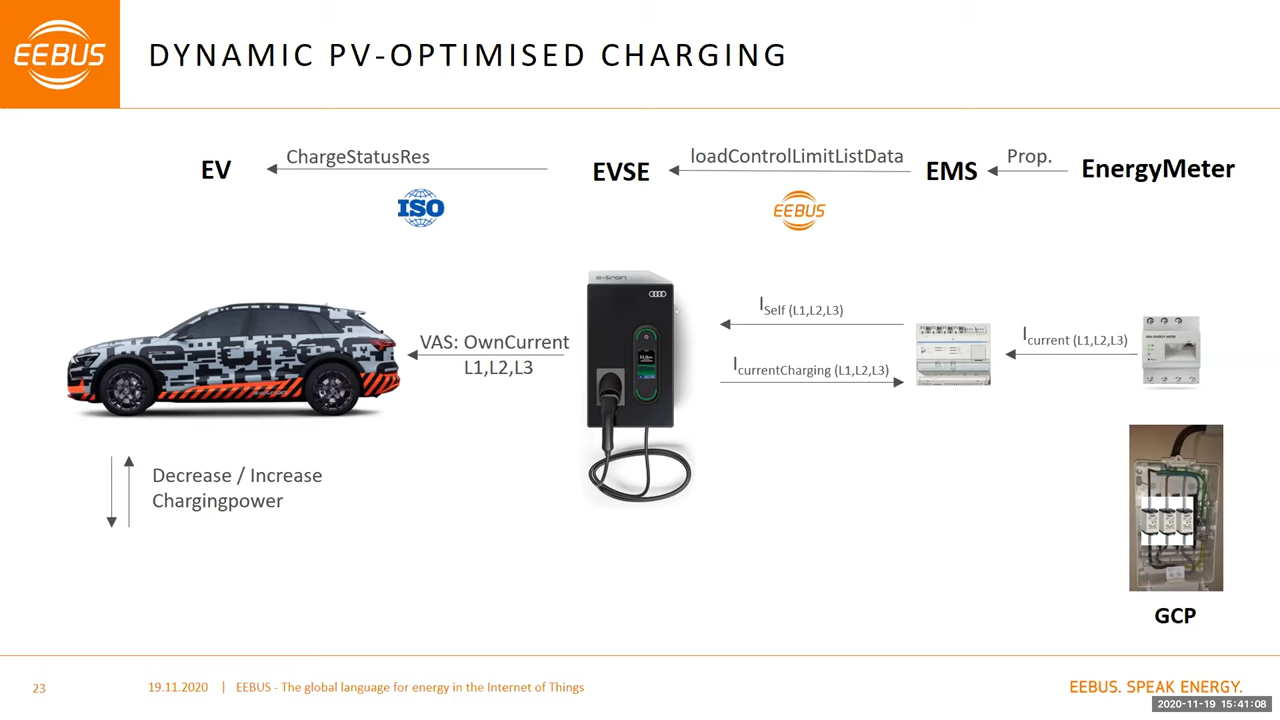 EEBUS
DYNAMIC PV-OPTIMISED CHARGING
EV
ChargeStatusRes
EVSE
loadControlLimitListData
EMS
Prop.
EnergyMeter
ISO
EEBUS
e-tron
VAS: OwnCurrent
L1,L2,L3
ISelf (L1,L2,L3)
IcurrentCharging (L1,L2,L3)
Icurrent (L1,L2,L3)
Decrease / Increase
Chargingpower
GCP
23
19.11.2020 | EEBUS - The global language for energy in the Internet of Things
EEBUS. SPEAK ENERGY.
2020-11-19 15:41:08